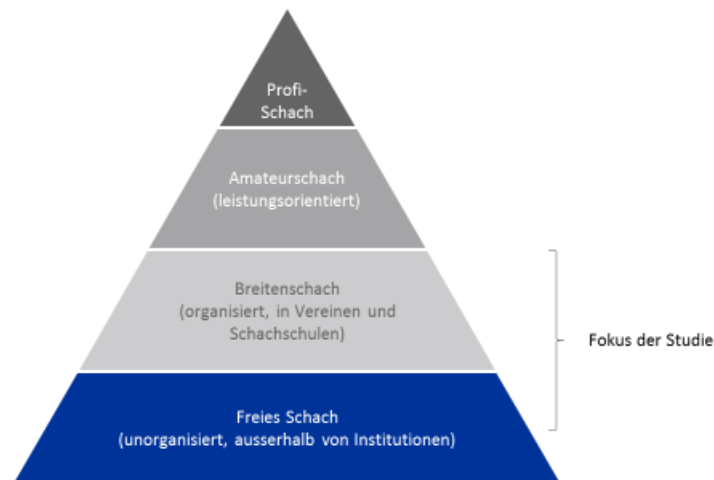 Profi-
Schach
Amateurschach
(leistungsorientiert)
Breitenschach
(organisiert, in Vereinen und
Schachschulen)
Fokus der Studie
Freies Schach
(unorganisiert, ausserhalb von Institutionen)